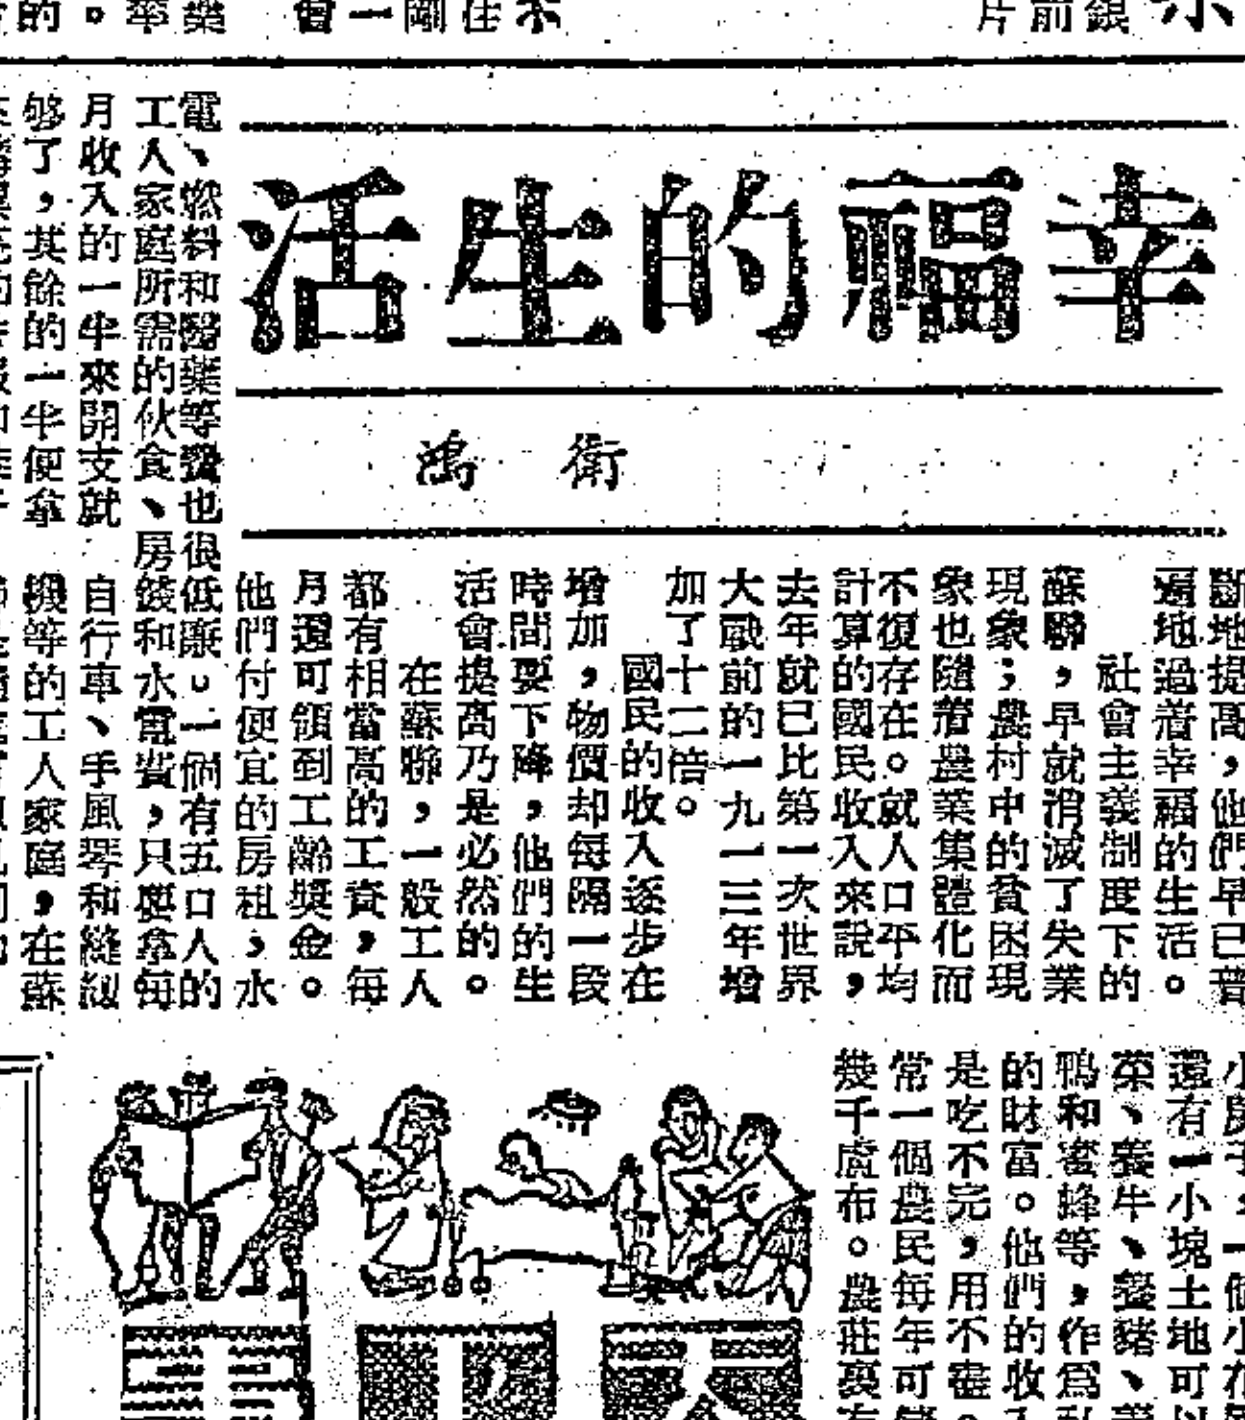 幸福的生活
衛鴻
斷地提高，他們早已普
遍地過着幸福的生活。
社會主義制度下的
蘇聯，早就消滅了失業
現象；農村中的貧困現
象也隨着農業集體化而
不復存在。就人口平均
計算的國民收入來說，
去年就已比第一次世界
大戰前的一九一三年增
加了十二倍。
國民的收入逐步在
增加，物價却每隔一段
時間要下降，他們的生
活會提高乃是必然的。
在蘇聯，一般工人
都有相當高的工資，每
月還可領到工齡獎金。
他們付便宜的房租，水
電、燃料和醫藥等費也很低廉。一個有五口人的
工人家庭所需的伙食、房錢和水電費，只要拿每
月收入的一半來開支就
够了，其餘的一半便拿
自行車、手風琴和縫紉
機等的工人家庭，在蘇
還有一小塊土地可
菜、養牛、養豬、
鴨和蜜蜂等，作爲
的財富。他們的收
是吃不完，用不盡。
常一個農民每年可
幾千盧布。農莊裏